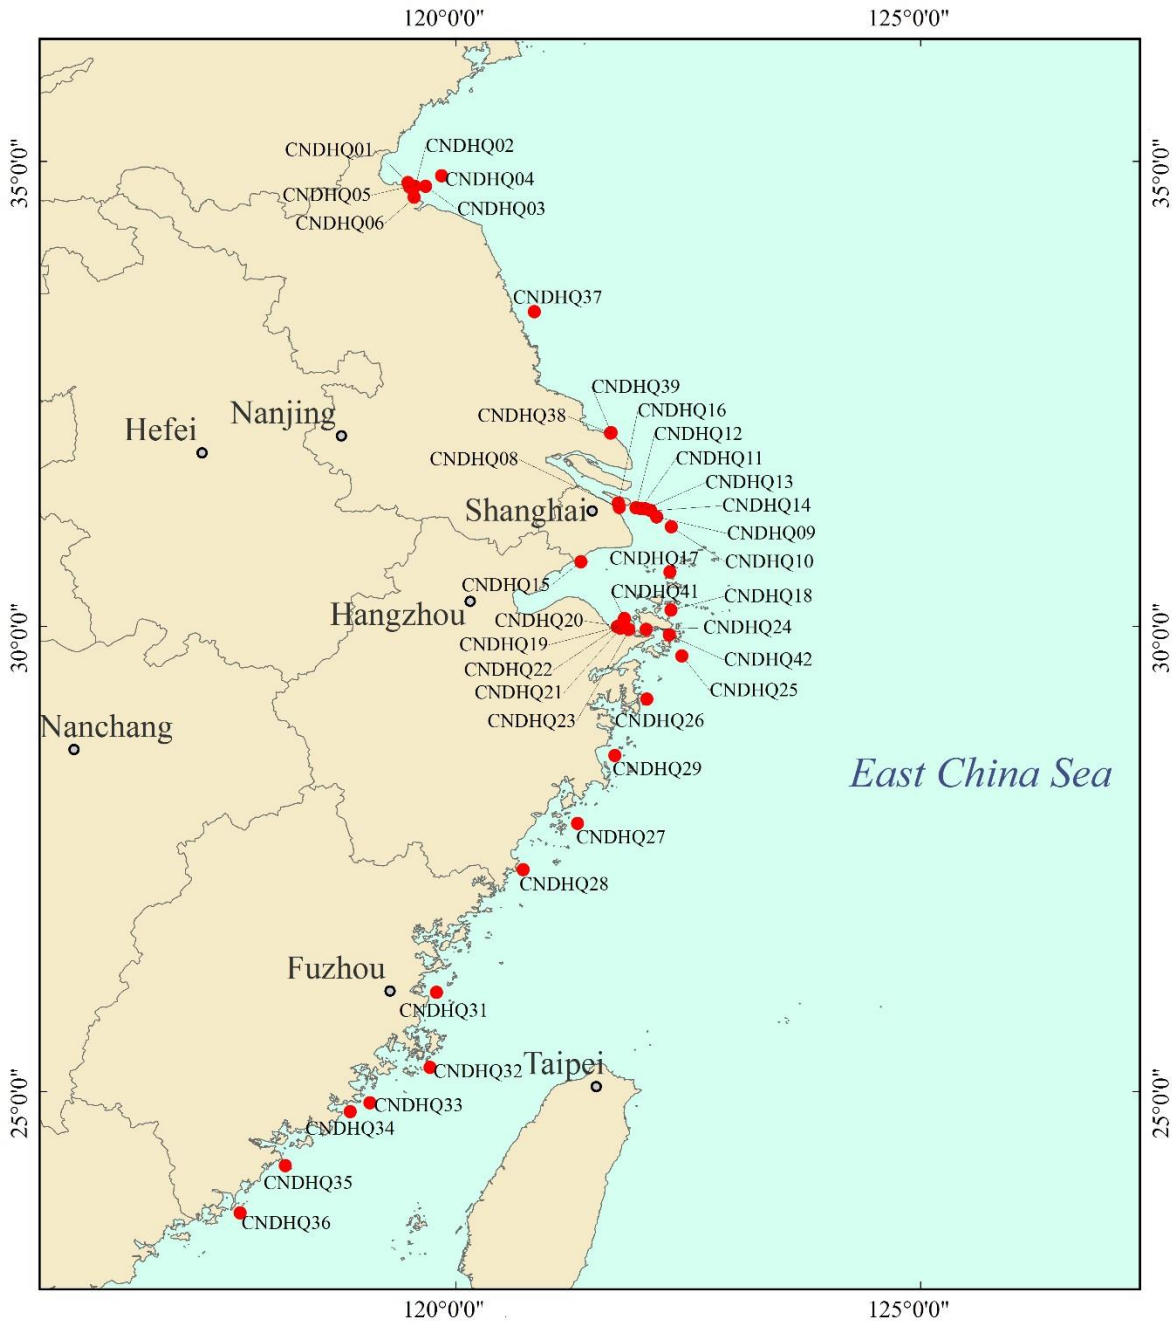 120°0'0"
125°0'0"
35°0'0"
35°0'0"
CNDHQ01
CNDHQ02
CNDHQ04
CNDHQ05
CNDHQ03
CNDHQ06
CNDHQ37
CNDHQ39
CNDHQ38
CNDHQ16
Nanjing
Hefei
CNDHQ12
CNDHQ08
CNDHQ11
CNDHQ13
CNDHQ14
Shanghai
CNDHQ09
CNDHQ17
CNDHQ10
CNDHQ15
CNDHQ41
CNDHQ18
Hangzhou
CNDHQ20
CNDHQ24
30°0'0"
30°0'0"
CNDHQ19
CNDHQ42
CNDHQ22
CNDHQ21
CNDHQ25
CNDHQ23
CNDHQ26
Nanchang
CNDHQ29
East China Sea
CNDHQ27
CNDHQ28
Fuzhou
CNDHQ31
Taipei
CNDHQ32
25°0'0"
25°0'0"
CNDHQ33
CNDHQ34
CNDHQ35
CNDHQ36
120°0'0"
125°0'0"